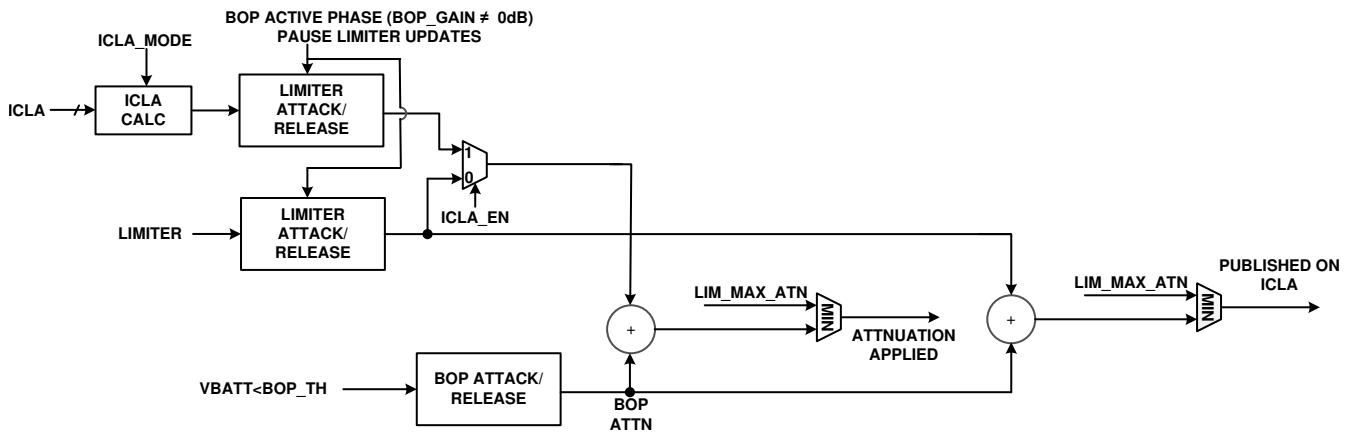 BOP ACTIVE PHASE (BOP_GAIN ≠ 0dB)
PAUSE LIMITER UPDATES
ICLA_MODE
ICLA
ICLA
CALC
LIMITER
ATTACK/
RELEASE
1
0
ICLA_EN
LIMITER
LIMITER
ATTACK/
RELEASE
LIM_MAX_ATN
MIN
ATTNUATION
APPLIED
+
LIM_MAX_ATN
MIN
PUBLISHED ON
ICLA
+
VBATT<BOP_TH
BOP ATTACK/
RELEASE
BOP
ATTN